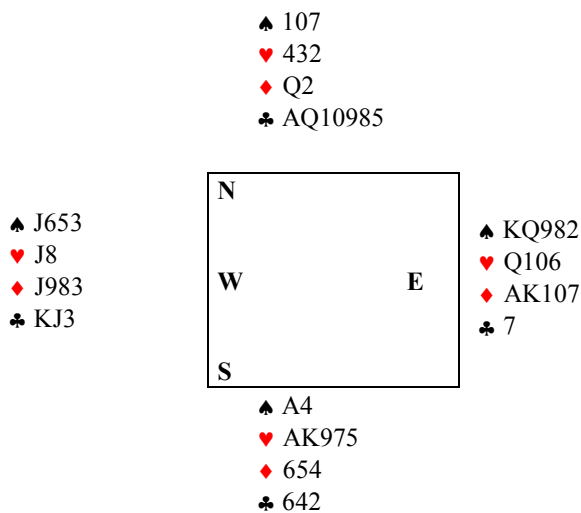 ♠ 107
♥ 432
♦ Q2
♣ AQ10985
N
♠ J653
♥ J8
♦ J983
♣ KJ3
W E
♠ KQ982
♥ Q106
♦ AK107
♣ 7
S
♠ A4
♥ AK975
♦ 654
♣ 642